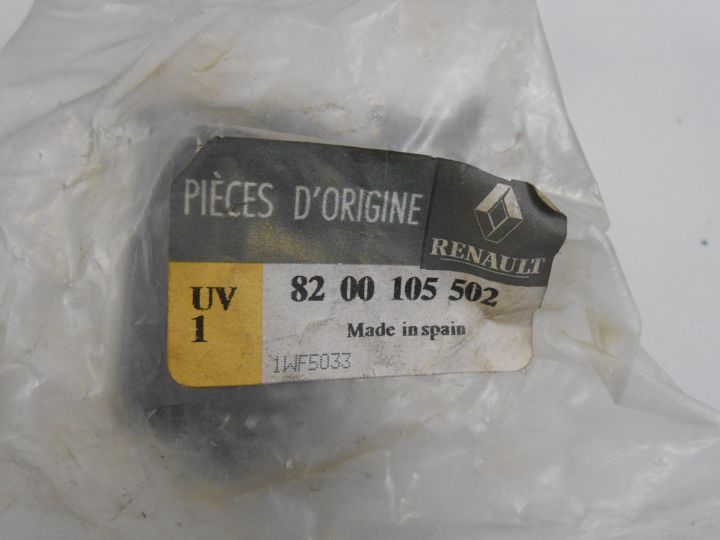 PIÈCES D'ORIGINE
RENAULT
UV
1
82 00 105 502
Made in spain
1WF5033